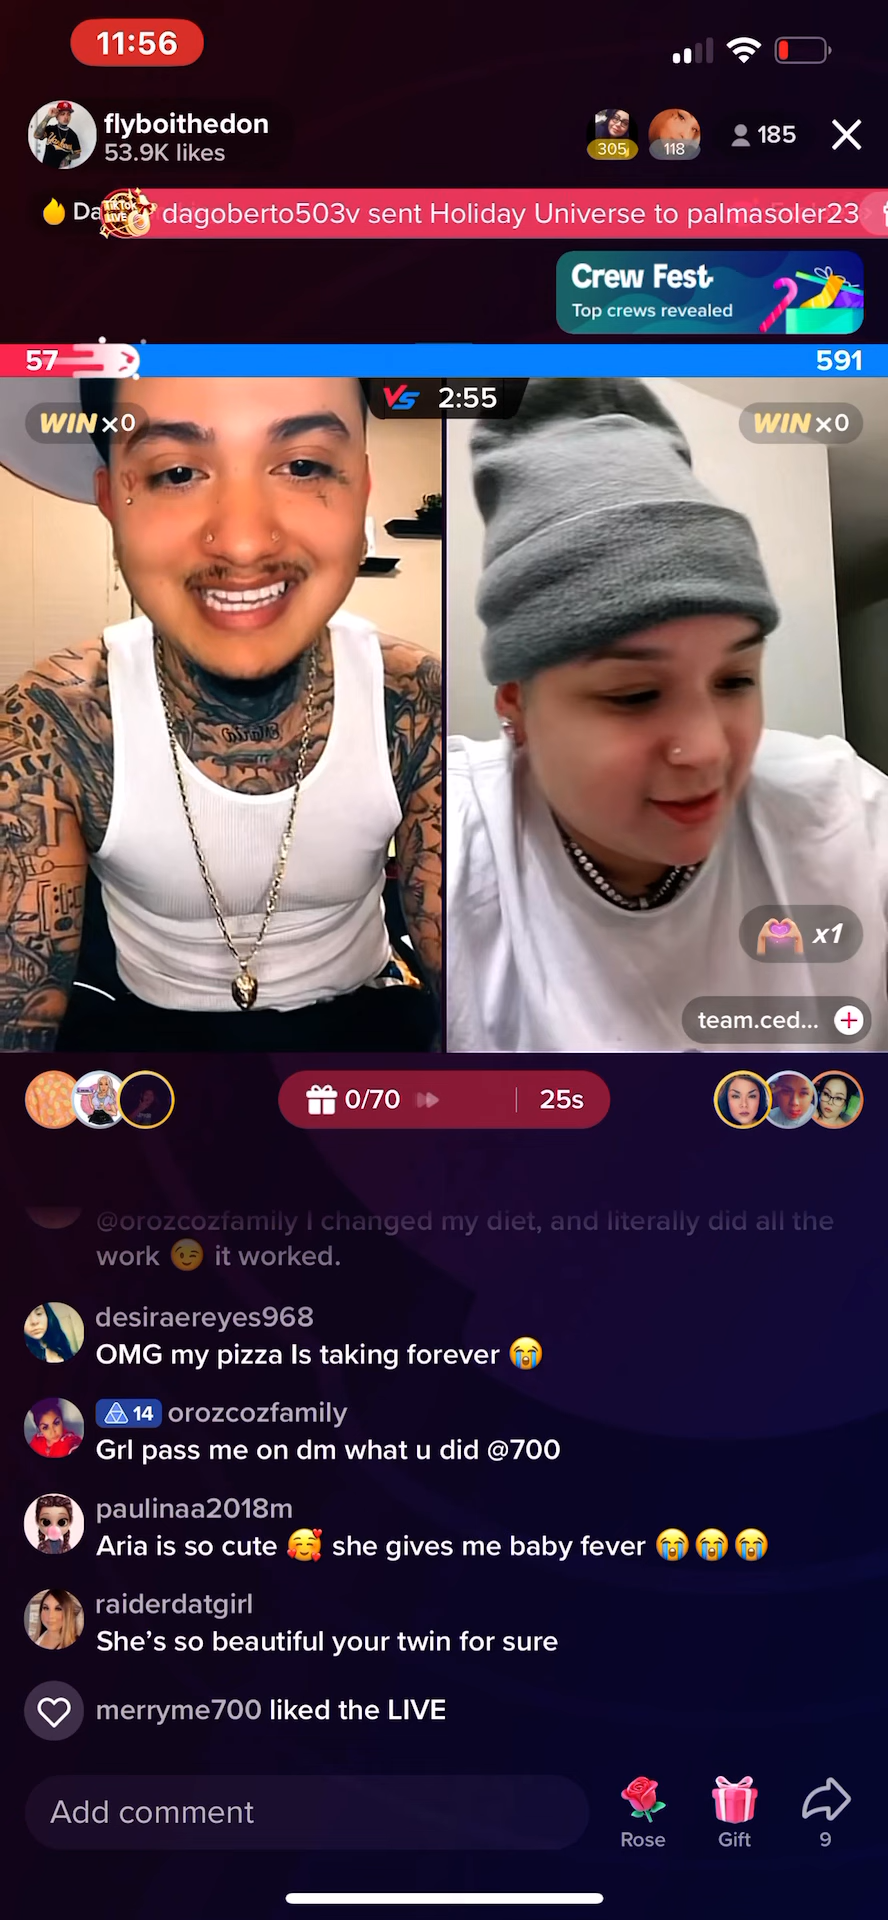 11:56
flyboithedon
53.9K likes
305
118
185
Da
TikTok LIVE
dagoberto503v sent Holiday Universe to palmasoler23
Crew Fest
Top crews revealed
57
591
VS 2:55
WIN x0
WIN x0
x1
team.ced...
0/70
25s
@orozcozfamily I changed my diet, and literally did all the
work 😉 it worked.
desiraereyes968
OMG my pizza Is taking forever 😭
14 orozcozfamily
Grl pass me on dm what u did @700
paulinaa2018m
Aria is so cute 🥰 she gives me baby fever 😭😭😭
raiderdatgirl
She's so beautiful your twin for sure
merryme700 liked the LIVE
Add comment
Rose
Gift
9